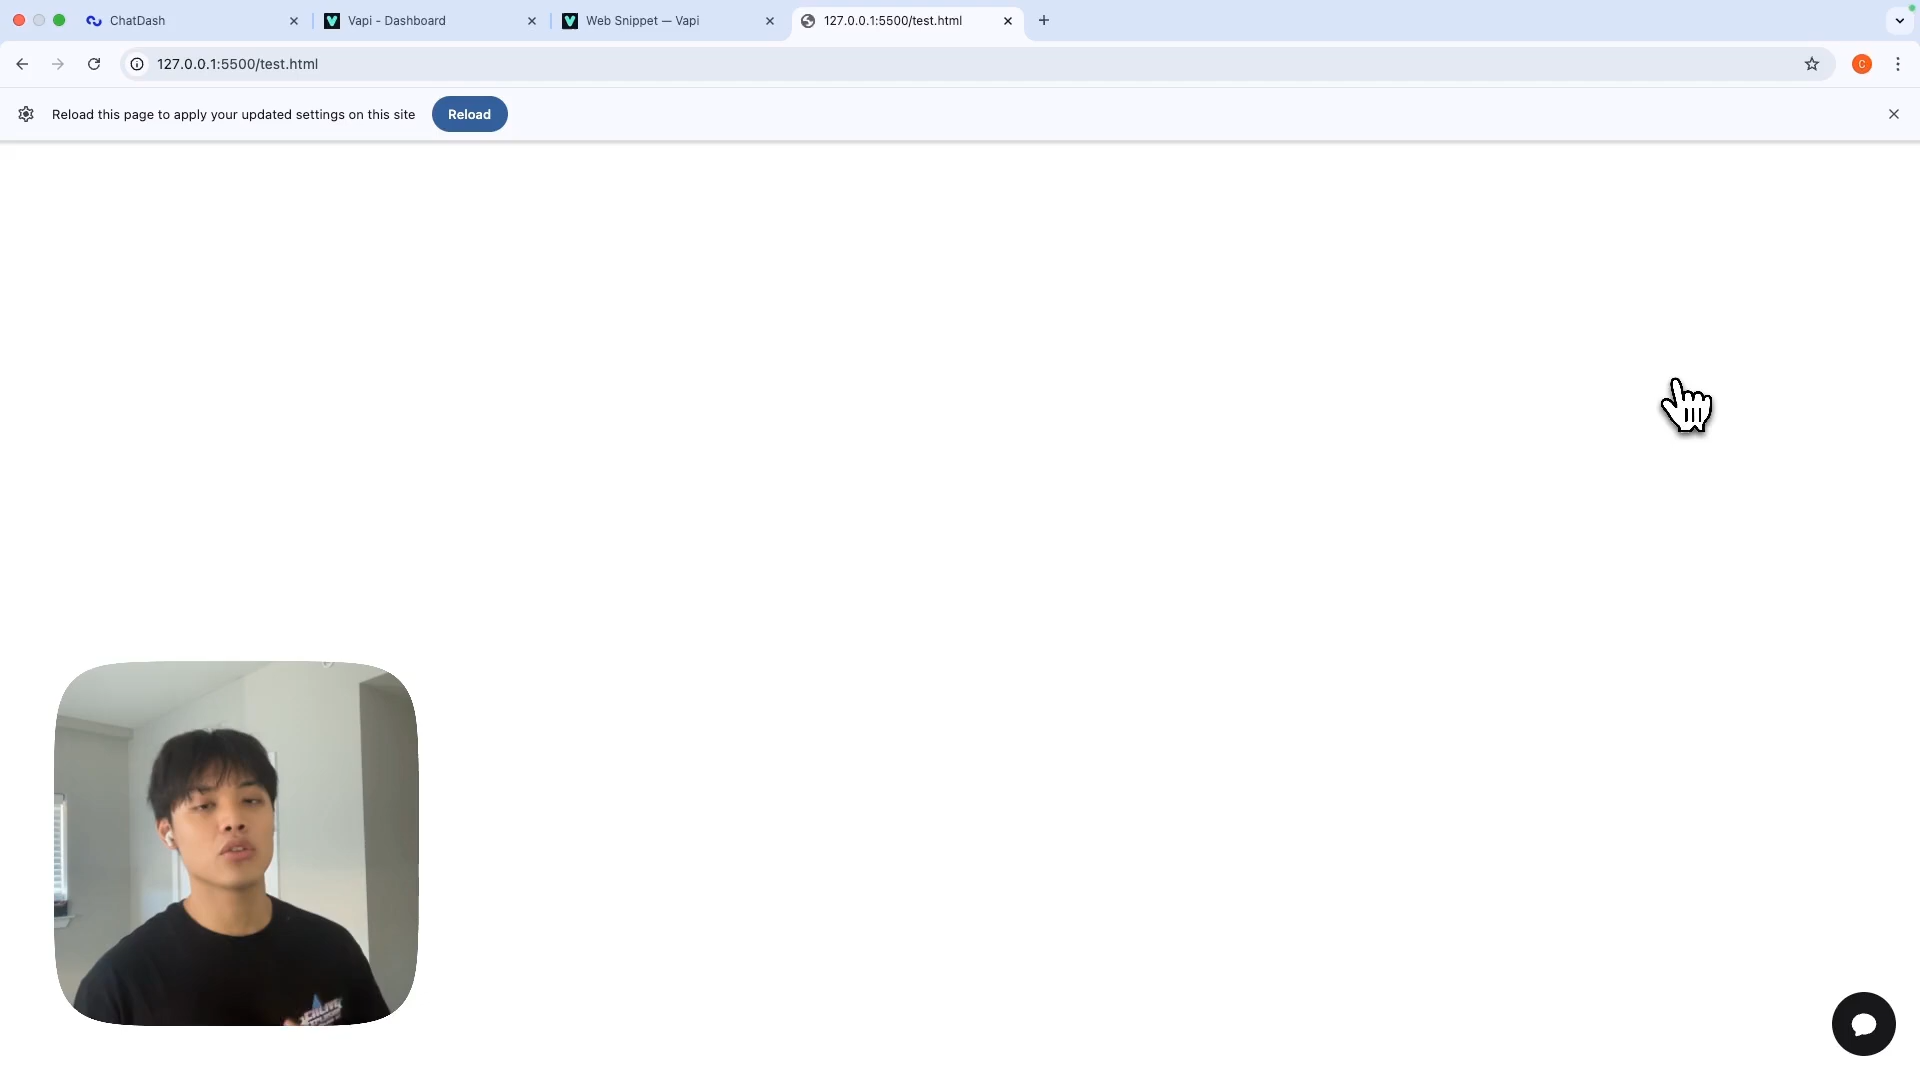 ChatDash
Vapi - Dashboard
Web Snippet — Vapi
127.0.0.1:5500/test.html
127.0.0.1:5500/test.html
C
Reload this page to apply your updated settings on this site
Reload